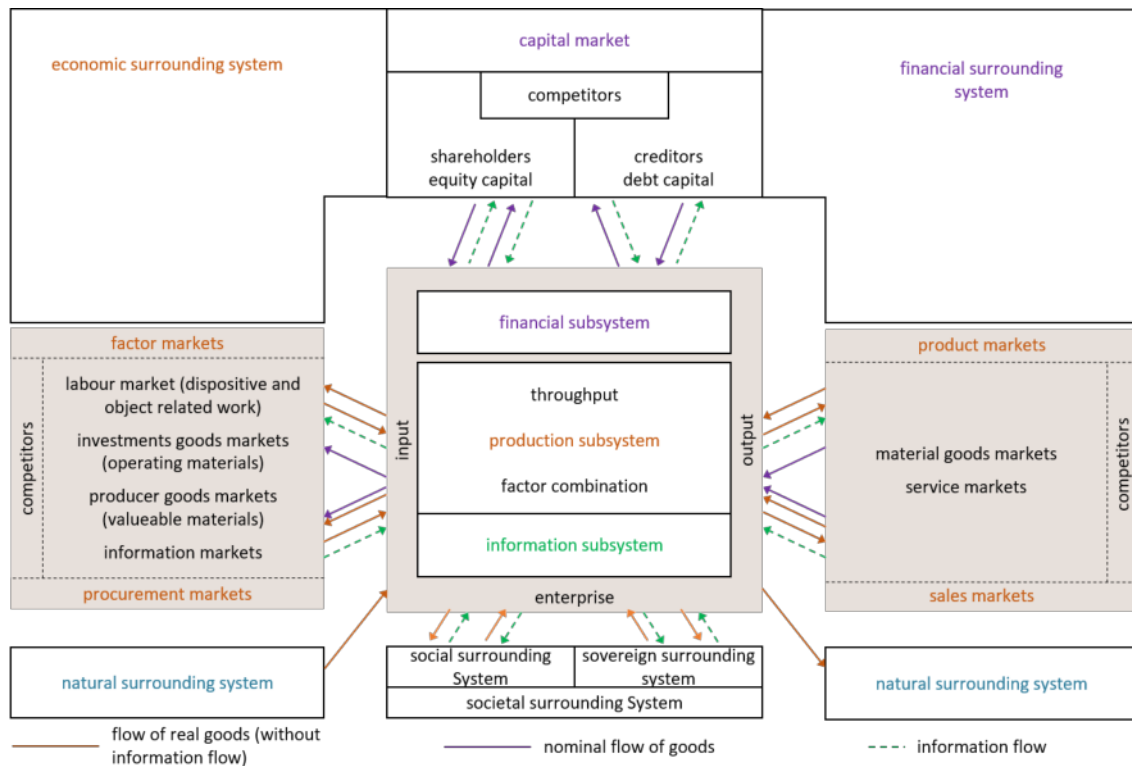 economic surrounding system
capital market
financial surrounding
system
competitors
shareholders
equity capital
creditors
debt capital
factor markets
competitors
labour market (dispositive and
object related work)
investments goods markets
(operating materials)
producer goods markets
(valueable materials)
information markets
procurement markets
input
financial subsystem
throughput
production subsystem
factor combination
information subsystem
output
enterprise
product markets
material goods markets
service markets
competitors
sales markets
natural surrounding system
social surrounding
System
sovereign surrounding
system
societal surrounding System
natural surrounding system
flow of real goods (without
information flow)
nominal flow of goods
information flow